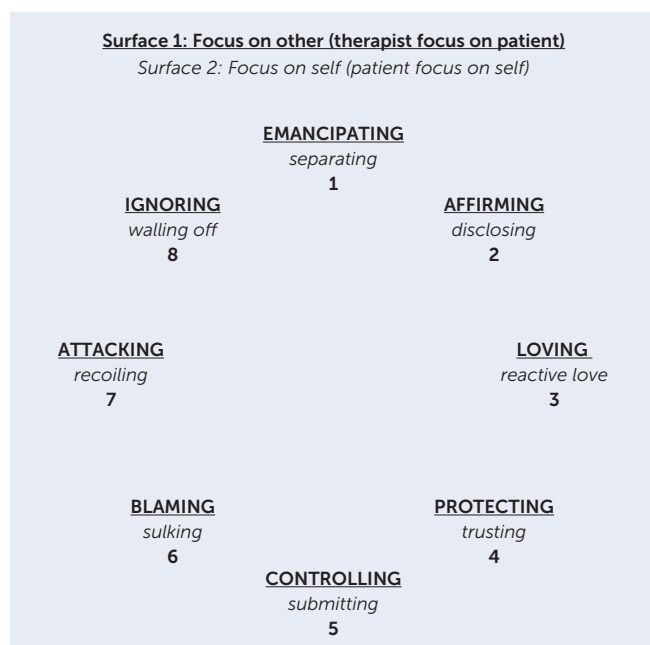 Surface 1: Focus on other (therapist focus on patient)
Surface 2: Focus on self (patient focus on self)
EMANCIPATING
separating
1
IGNORING
walling off
8
AFFIRMING
disclosing
2
ATTACKING
recoiling
7
LOVING
reactive love
3
BLAMING
sulking
6
PROTECTING
trusting
4
CONTROLLING
submitting
5